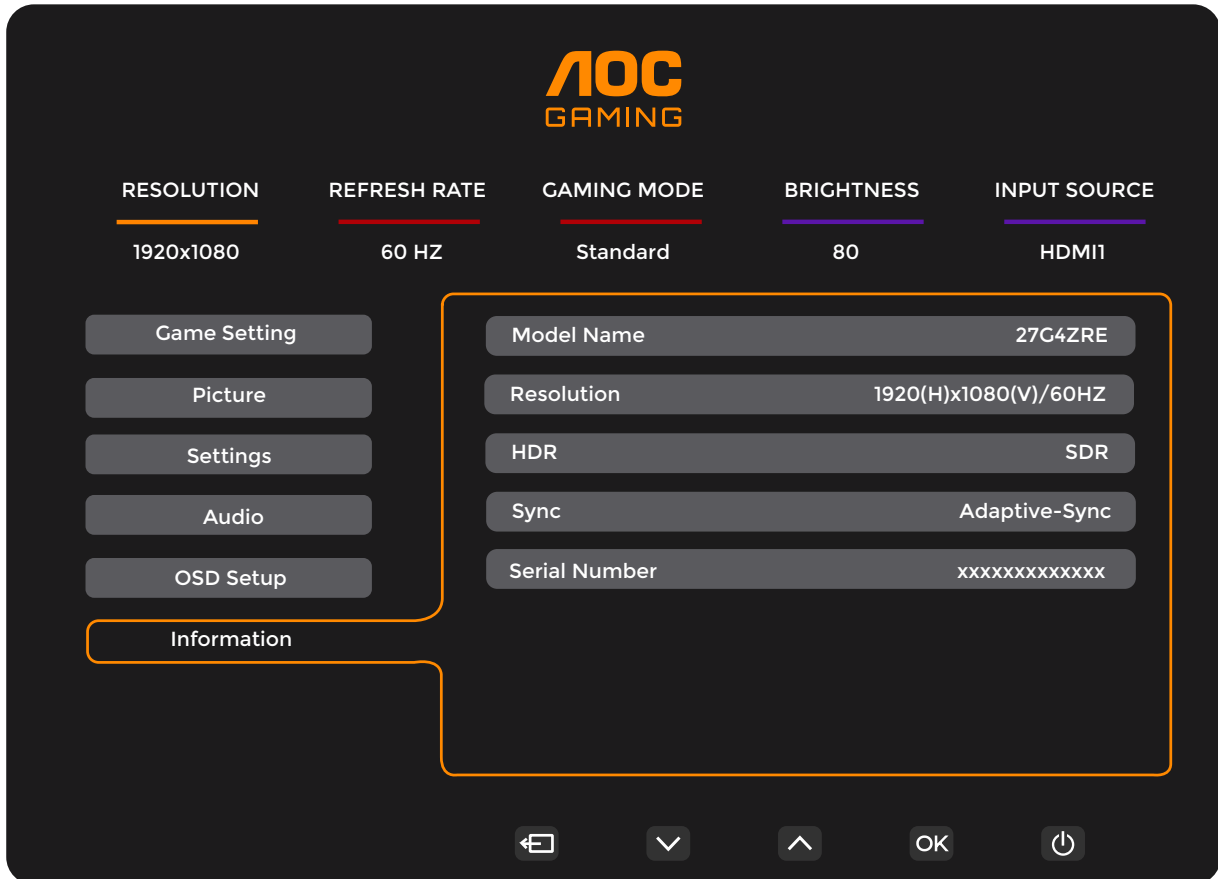 AOC
GAMING
RESOLUTION REFRESH RATE GAMING MODE BRIGHTNESS INPUT SOURCE
1920x1080 60 HZ Standard 80 HDMI1
Game Setting
Picture
Settings
Audio
OSD Setup
Information
Model Name 27G4ZRE
Resolution 1920(H)x1080(V)/60HZ
HDR SDR
Sync Adaptive-Sync
Serial Number xxxxxxxxxxxxx
OK